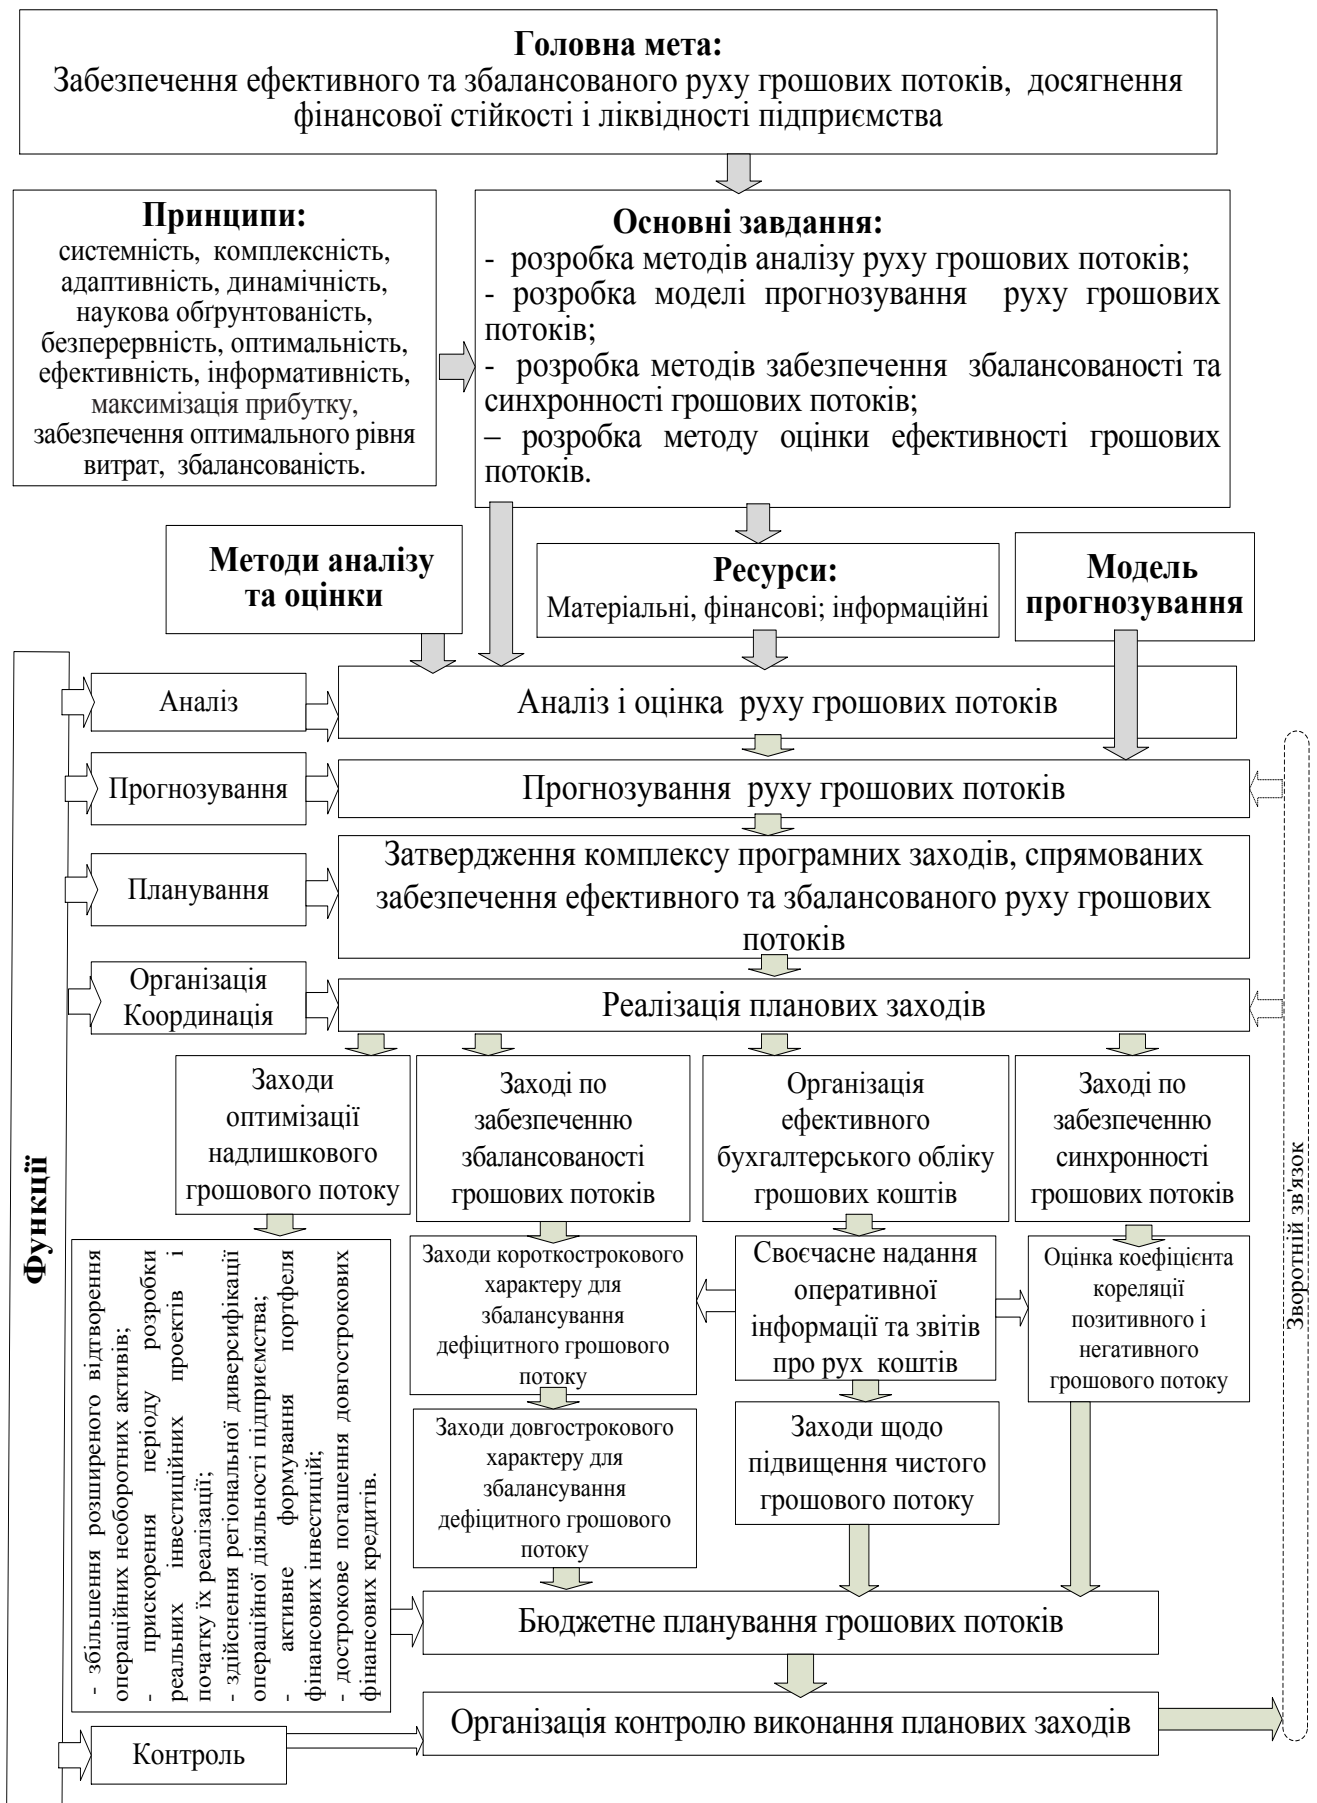 Головна мета:
Забезпечення ефективного та збалансованого руху грошових потоків, досягнення
фінансової стійкості і ліквідності підприємства
Принципи:
системність, комплексність,
адаптивність, динамічність,
наукова обґрунтованість,
безперервність, оптимальність,
ефективність, інформативність,
максимізація прибутку,
забезпечення оптимального рівня
витрат, збалансованість.
Основні завдання:
- розробка методів аналізу руху грошових потоків;
- розробка моделі прогнозування руху грошових
потоків;
- розробка методів забезпечення збалансованості та
синхронності грошових потоків;
– розробка методу оцінки ефективності грошових
потоків.
Методи аналізу
та оцінки
Ресурси:
Матеріальні, фінансові; інформаційні
Модель
прогнозування
Функції
Аналіз
Аналіз і оцінка руху грошових потоків
Прогнозування
Прогнозування руху грошових потоків
Планування
Затвердження комплексу програмних заходів, спрямованих
забезпечення ефективного та збалансованого руху грошових
потоків
Організація
Координація
Реалізація планових заходів
Заходи
оптимізації
надлишкового
грошового потоку
Заході по
забезпеченню
збалансованості
грошових потоків
Організація
ефективного
бухгалтерського обліку
грошових коштів
Заході по
забезпеченню
синхронності
грошових потоків
Зворотній зв'язок
- збільшення розширеного відтворення
операційних необоротних активів;
- прискорення періоду розробки
реальних інвестиційних проектів і
початку їх реалізації;
- здійснення регіональної диверсифікації
операційної діяльності підприємства;
- активне формування портфеля
фінансових інвестицій;
- дострокове погашення довгострокових
фінансових кредитів.
Заходи короткострокового
характеру для
збалансування
дефіцитного грошового
потоку
Своєчасне надання
оперативної
інформації та звітів
про рух коштів
Оцінка коефіцієнта
кореляції
позитивного і
негативного
грошового потоку
Заходи довгострокового
характеру для
збалансування
дефіцитного грошового
потоку
Заходи щодо
підвищення чистого
грошового потоку
Бюджетне планування грошових потоків
Організація контролю виконання планових заходів
Контроль